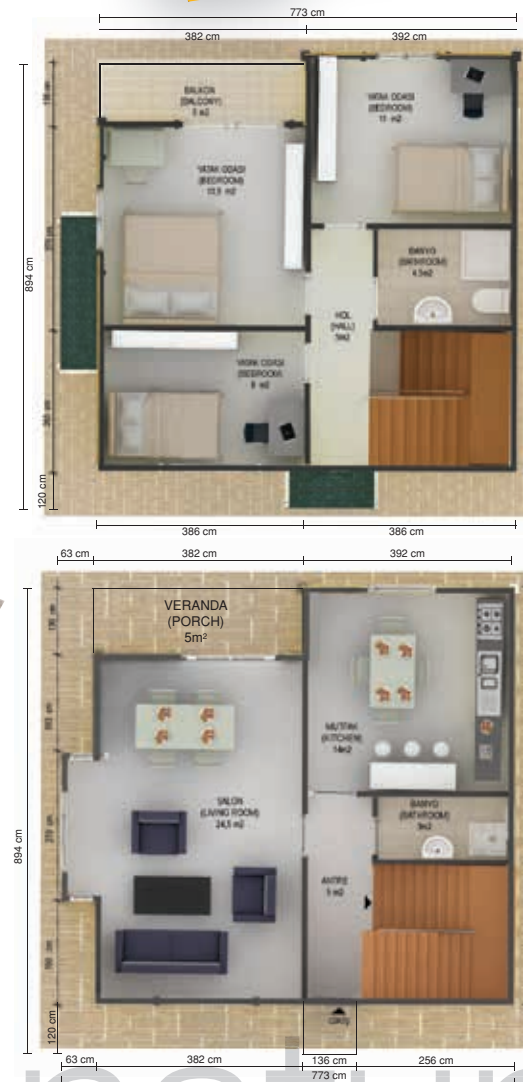 773 cm
382 cm
392 cm
BALKON
(BALCONY)
5 m2
YATAK ODASI
(BEDROOM)
11 m2
YATAK ODASI
(BEDROOM)
13,5 m2
894 cm
BANYO
(BATHROOM)
4,5m2
HOL
(HALL)
5m2
YATAK ODASI
(BEDROOM)
8 m2
120 cm
386 cm
386 cm
63 cm
382 cm
392 cm
VERANDA
(PORCH)
5m²
MUTFAK
(KITCHEN)
14m2
SALON
(LIVING ROOM)
24,5 m2
BANYO
(BATHROOM)
3m2
894 cm
ANTRE
5 m2
120 cm
GİRİŞ
63 cm
382 cm
136 cm
256 cm
773 cm